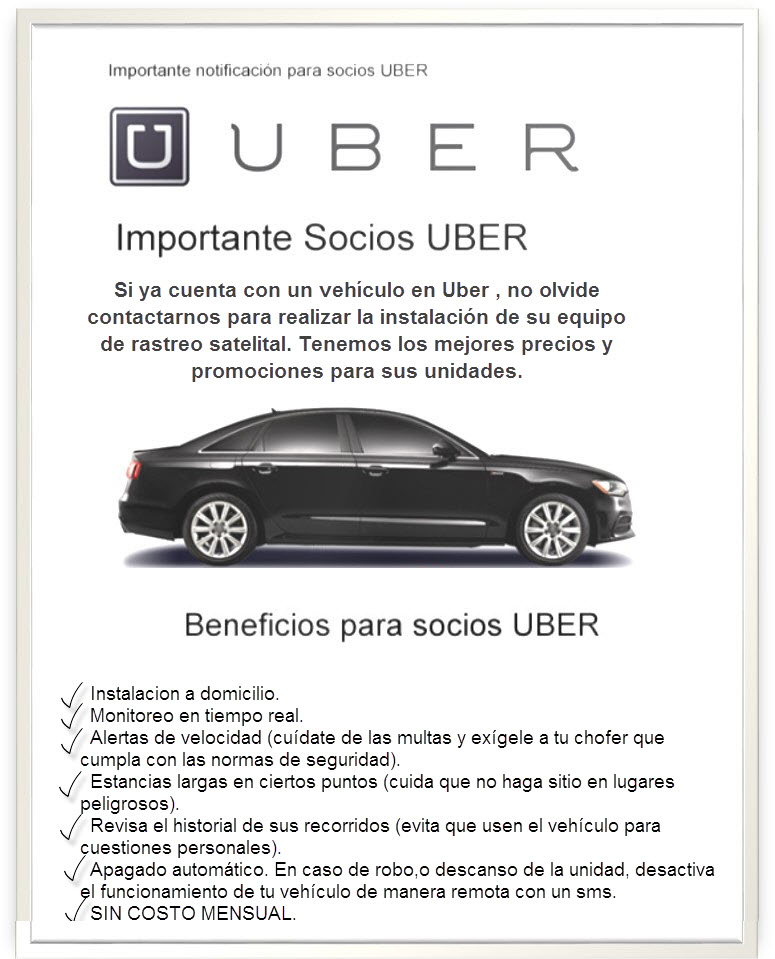 Importante notificación para socios UBER
U UBER
Importante Socios UBER
Si ya cuenta con un vehículo en Uber , no olvide
contactarnos para realizar la instalación de su equipo
de rastreo satelital. Tenemos los mejores precios y
promociones para sus unidades.
Beneficios para socios UBER
Instalacion a domicilio.
Monitoreo en tiempo real.
Alertas de velocidad (cuídate de las multas y exígele a tu chofer que
cumpla con las normas de seguridad).
Estancias largas en ciertos puntos (cuida que no haga sitio en lugares
peligrosos).
Revisa el historial de sus recorridos (evita que usen el vehículo para
cuestiones personales).
Apagado automático. En caso de robo,o descanso de la unidad, desactiva
el funcionamiento de tu vehículo de manera remota con un sms.
SIN COSTO MENSUAL.